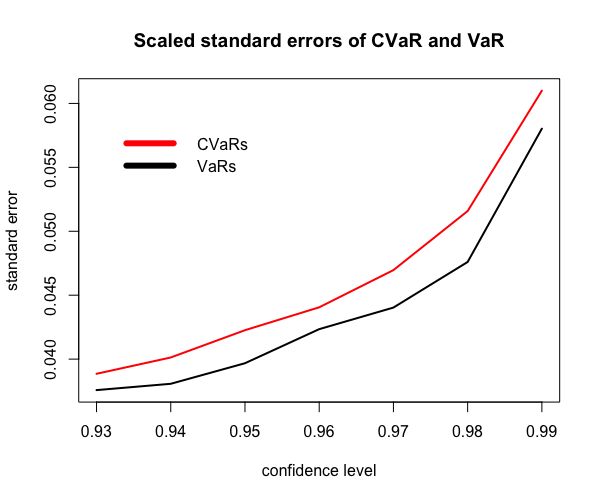 Scaled standard errors of CVaR and VaR
0.060
0.055
0.050
0.045
0.040
standard error
CVaRs
VaRs
0.93 0.94 0.95 0.96 0.97 0.98 0.99
confidence level